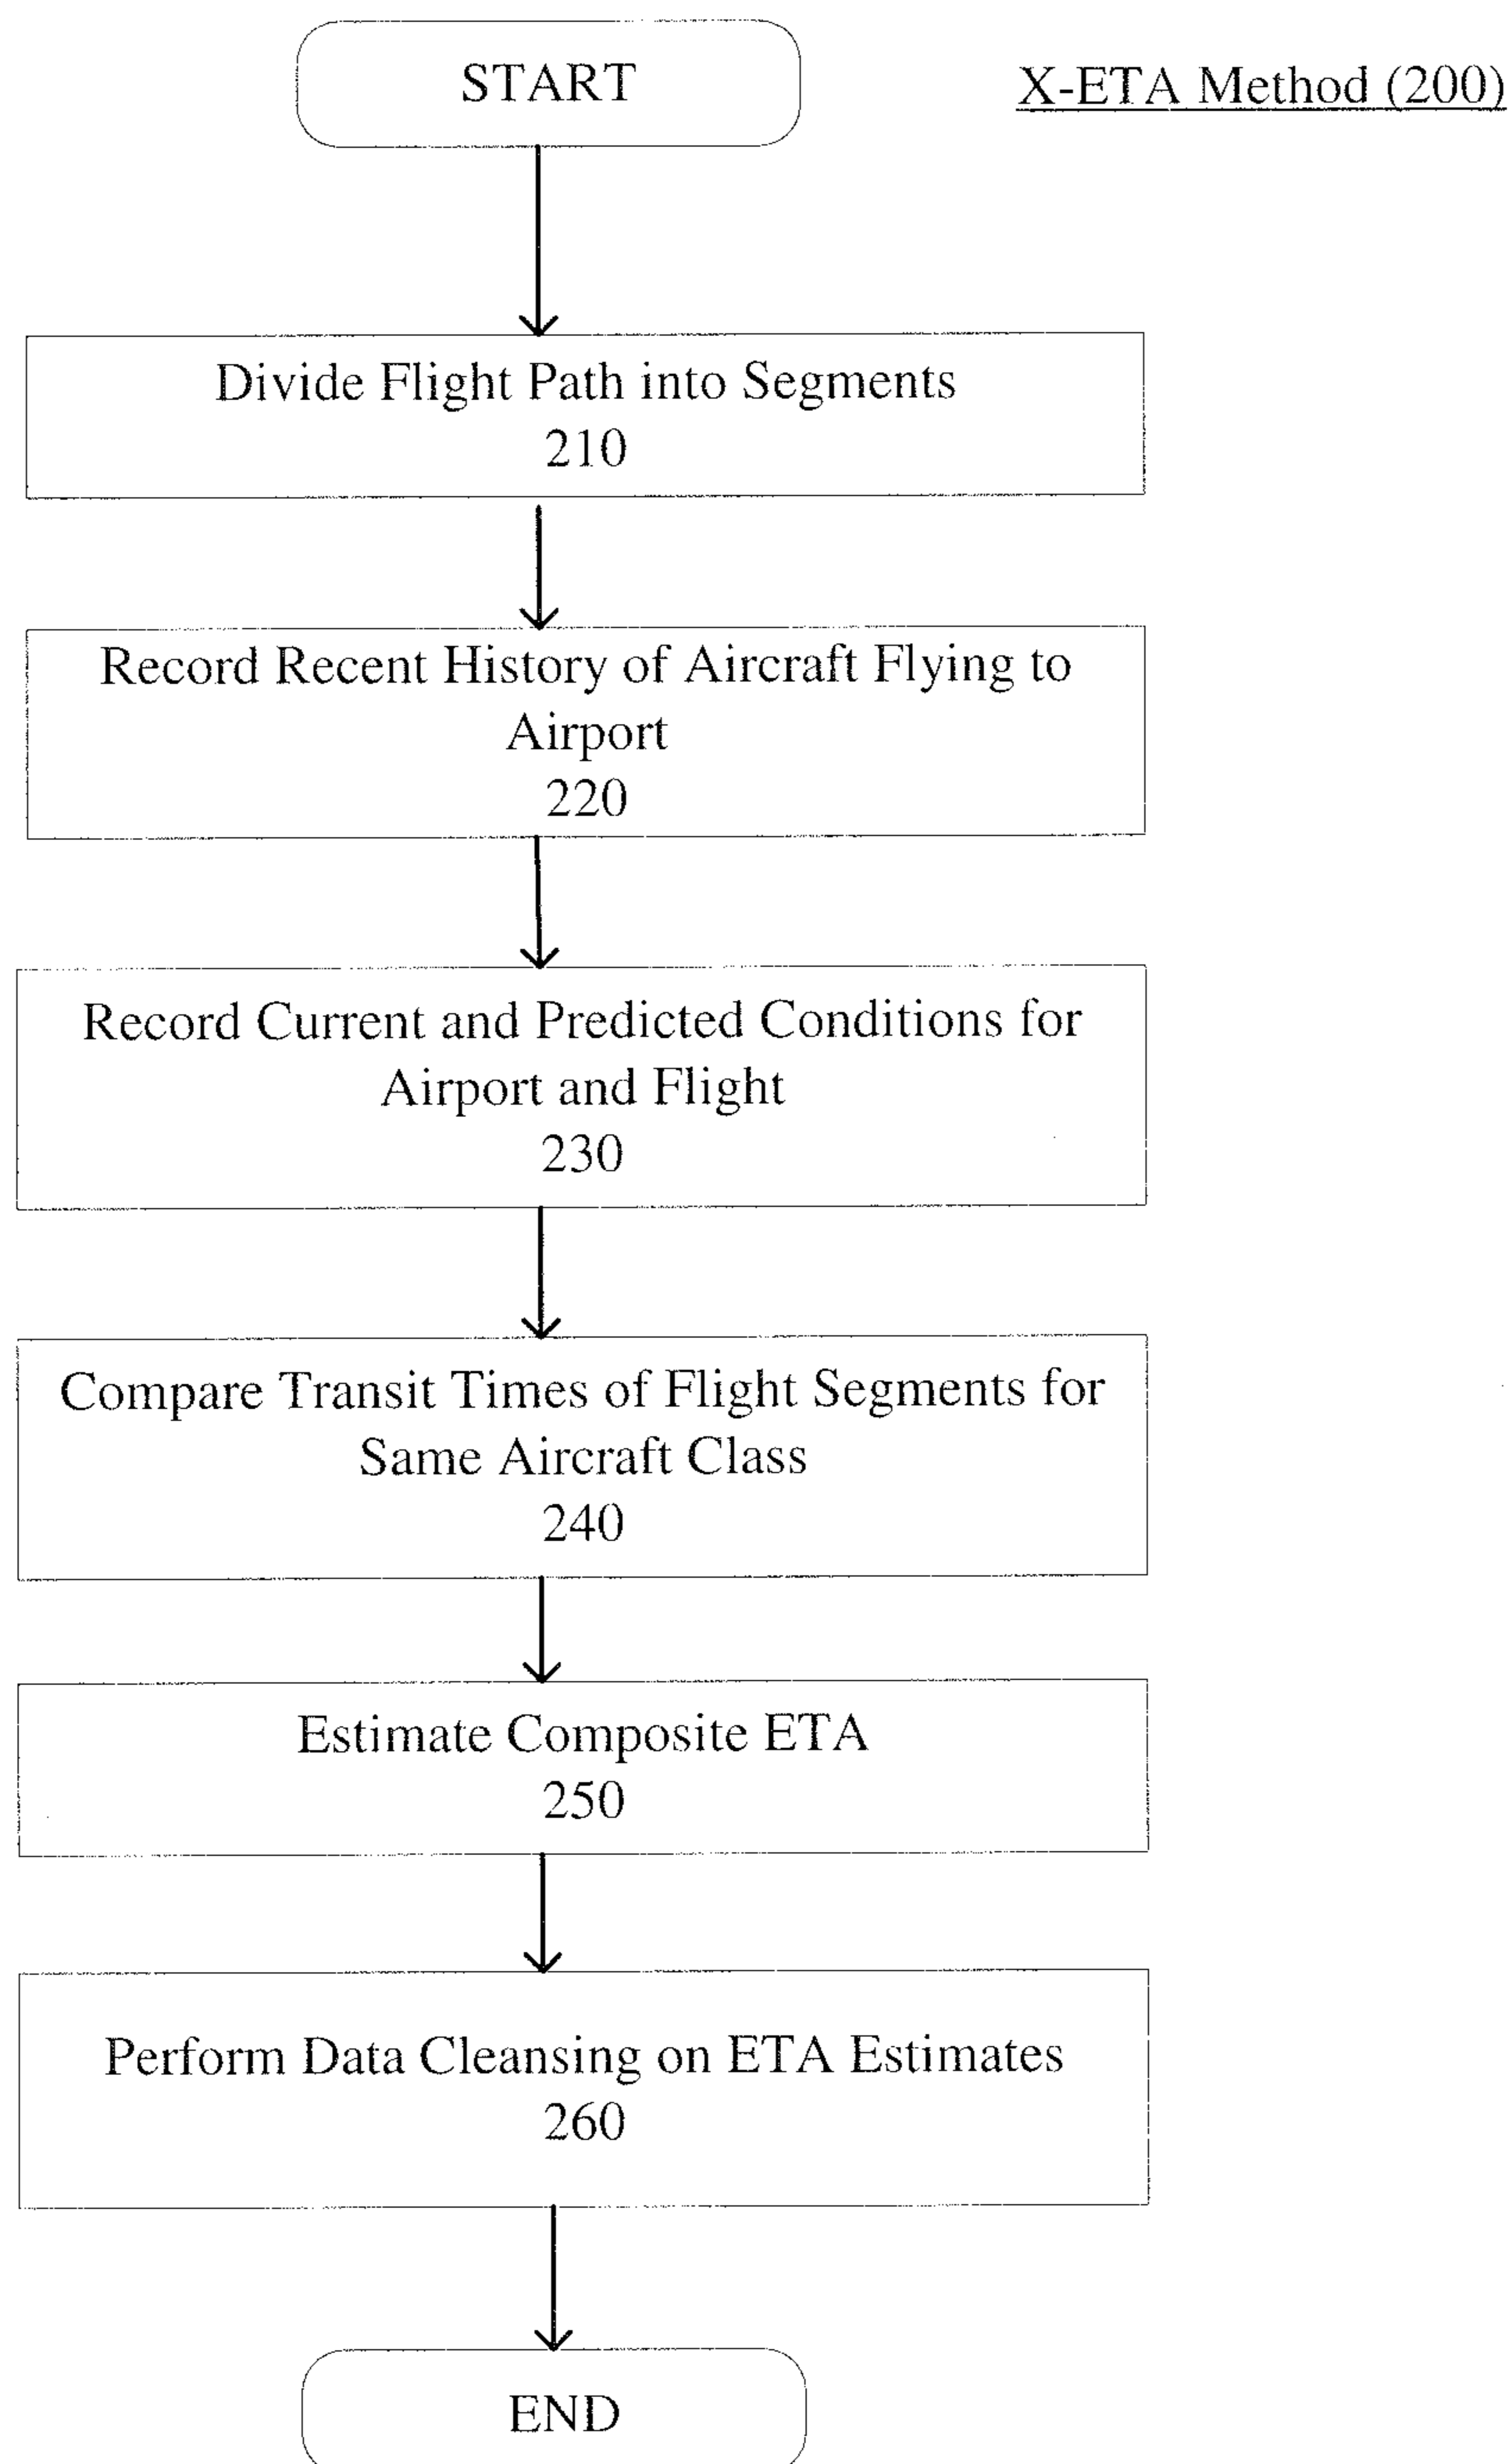 START
X-ETA Method (200)
Divide Flight Path into Segments
210
Record Recent History of Aircraft Flying to
Airport
220
Record Current and Predicted Conditions for
Airport and Flight
230
Compare Transit Times of Flight Segments for
Same Aircraft Class
240
Estimate Composite ETA
250
Perform Data Cleansing on ETA Estimates
260
END